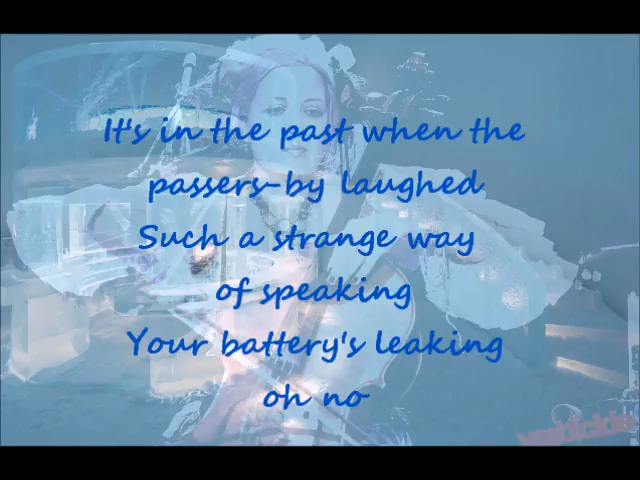 It's in the past when the
passers-by laughed
Such a strange way
of speaking
Your battery's leaking
oh no